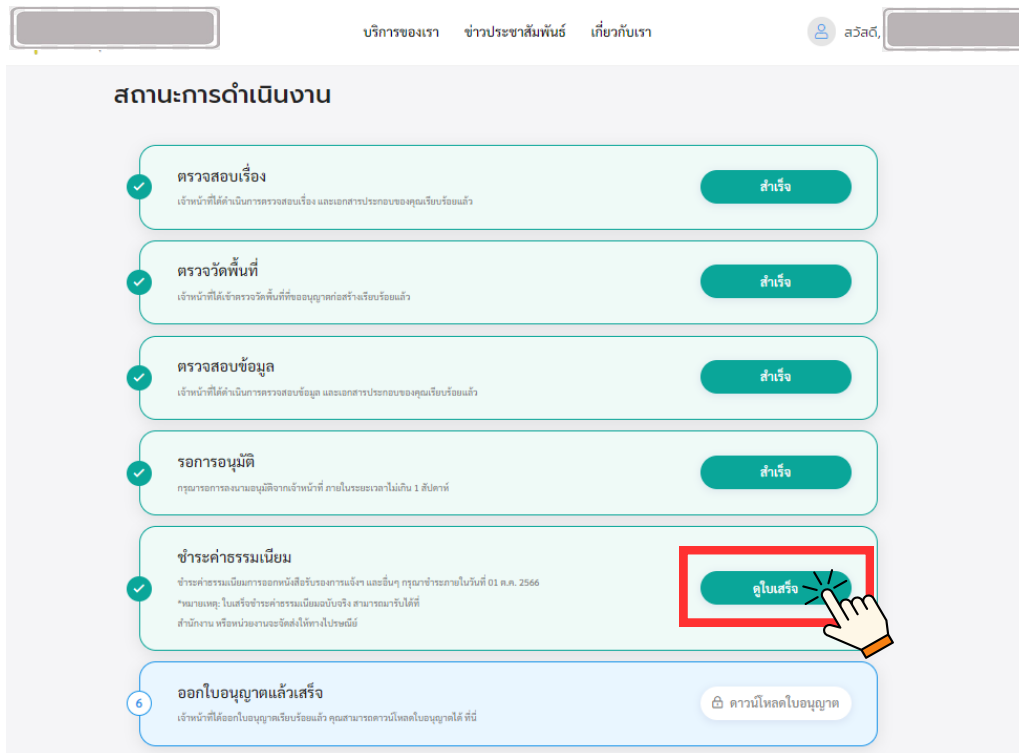 บริการของเรา ข่าวประชาสัมพันธ์ เกี่ยวกับเรา สวัสดี,
สถานะการดำเนินงาน
ตรวจสอบเรื่อง
เจ้าหน้าที่ได้ดำเนินการตรวจสอบเรื่อง และเอกสารประกอบของคุณเรียบร้อยแล้ว
สำเร็จ
ตรวจวัดพื้นที่
เจ้าหน้าที่ได้เข้าตรวจวัดพื้นที่ที่ขออนุญาตก่อสร้างเรียบร้อยแล้ว
สำเร็จ
ตรวจสอบข้อมูล
เจ้าหน้าที่ได้ดำเนินการตรวจสอบข้อมูล และเอกสารประกอบของคุณเรียบร้อยแล้ว
สำเร็จ
รอการอนุมัติ
กรุณารอการลงนามอนุมัติจากเจ้าหน้าที่ ภายในระยะเวลาไม่เกิน 1 สัปดาห์
สำเร็จ
ชำระค่าธรรมเนียม
ชำระค่าธรรมเนียมการออกหนังสือรับรองการแจ้งฯ และอื่นๆ กรุณาชำระภายในวันที่ 01 ต.ค. 2566
*หมายเหตุ: ใบเสร็จชำระค่าธรรมเนียมฉบับจริง สามารถมารับได้ที่
สำนักงาน หรือหน่วยงานจะจัดส่งให้ทางไปรษณีย์
ดูใบเสร็จ
6
ออกใบอนุญาตแล้วเสร็จ
เจ้าหน้าที่ได้ออกใบอนุญาตเรียบร้อยแล้ว คุณสามารถดาวน์โหลดใบอนุญาตได้ ที่นี่
ดาวน์โหลดใบอนุญาต